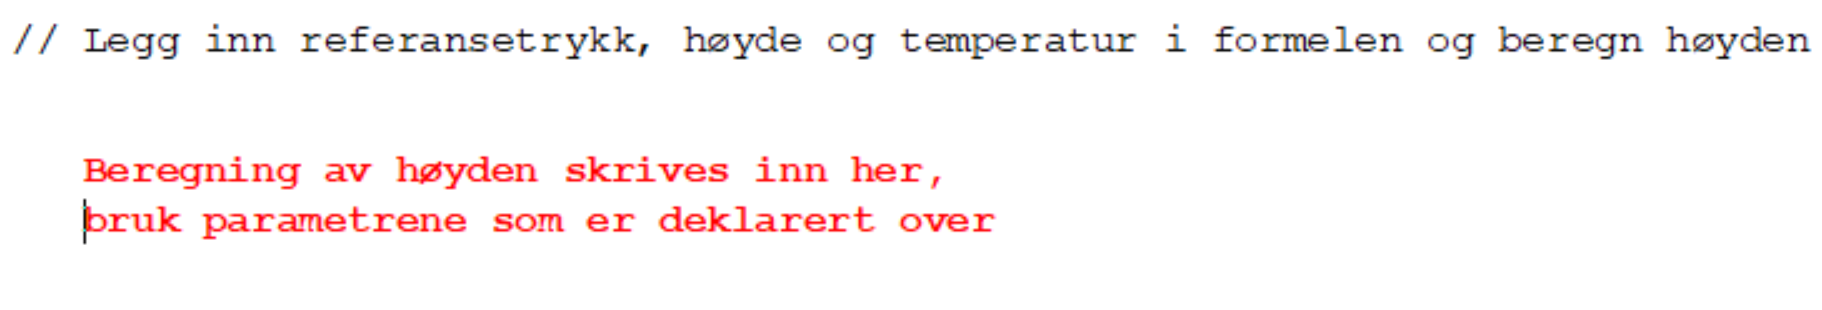 // Legg inn referansetrykk, høyde og temperatur i formelen og beregn høyden
Beregning av høyden skrives inn her,
bruk parametrene som er deklarert over